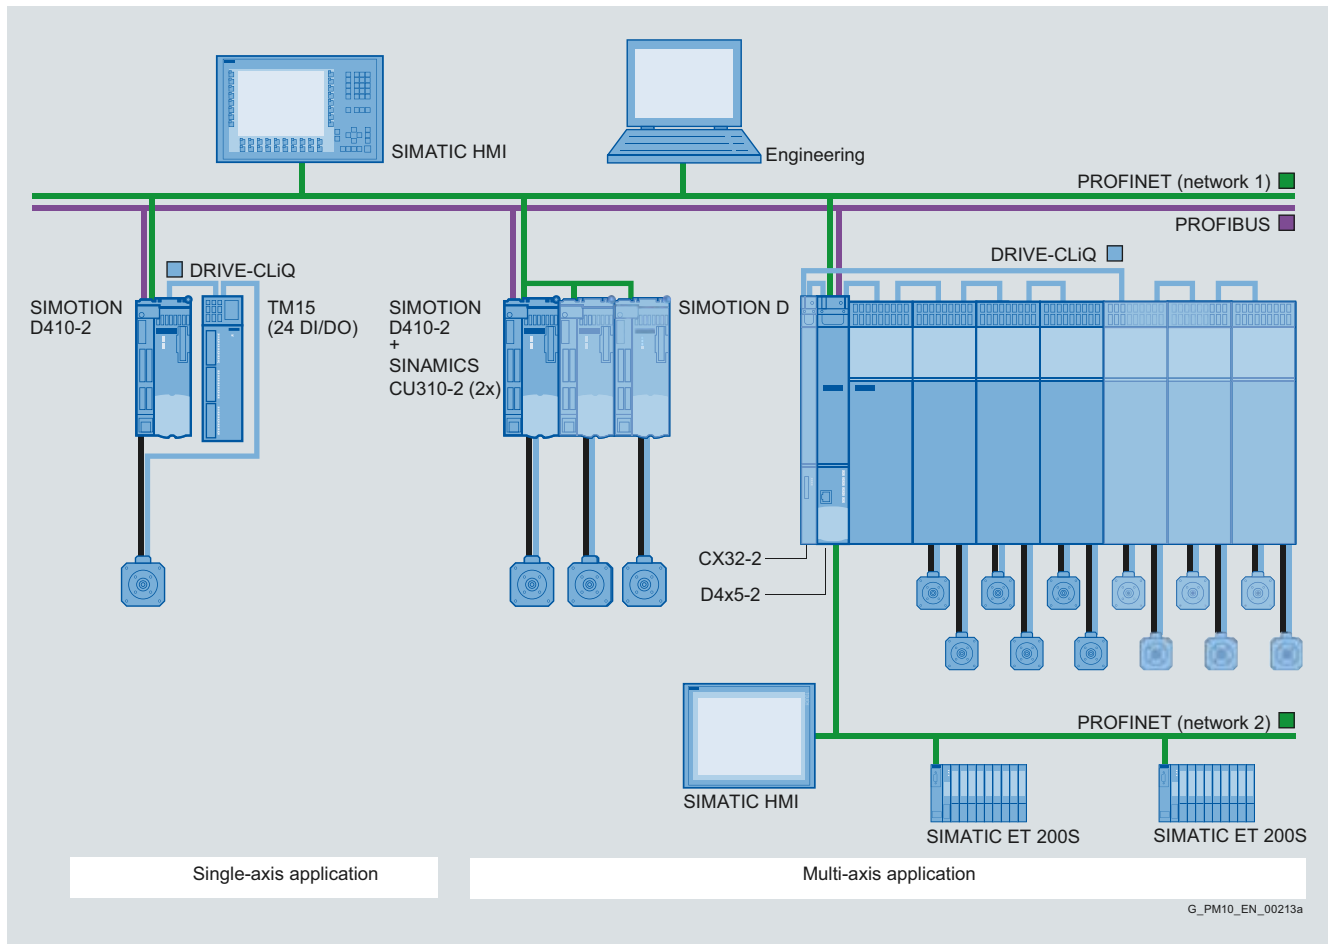 SIMATIC HMI
Engineering
PROFINET (network 1)
PROFIBUS
DRIVE-CLiQ
DRIVE-CLiQ
SIMOTION
D410-2
TM15
(24 DI/DO)
SIMOTION
D410-2
+
SINAMICS
CU310-2 (2x)
SIMOTION D
CX32-2
D4x5-2
PROFINET (network 2)
SIMATIC HMI
SIMATIC ET 200S
SIMATIC ET 200S
Single-axis application
Multi-axis application
G_PM10_EN_00213a